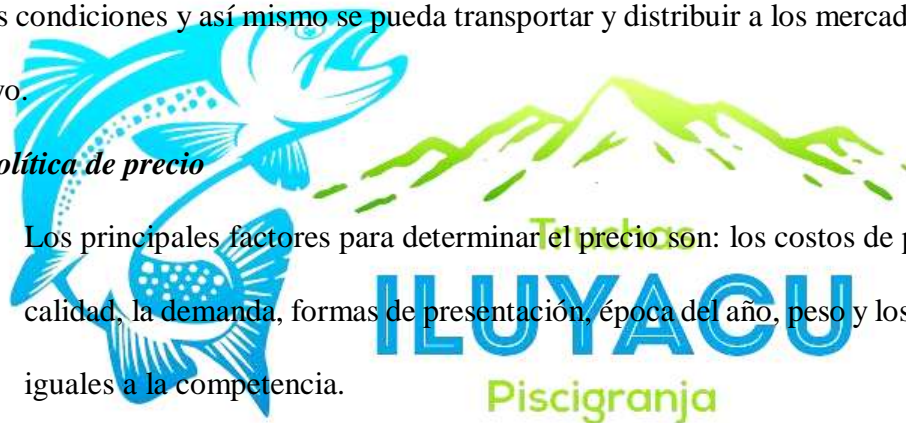 s condiciones y así mismo se pueda transportar y distribuir a los mercad
vo.
olítica de precio
Los principales factores para determinar el precio son: los costos de p
calidad, la demanda, formas de presentación, época del año, peso y los
iguales a la competencia.
Truchas
ILUYACU
Piscigranja